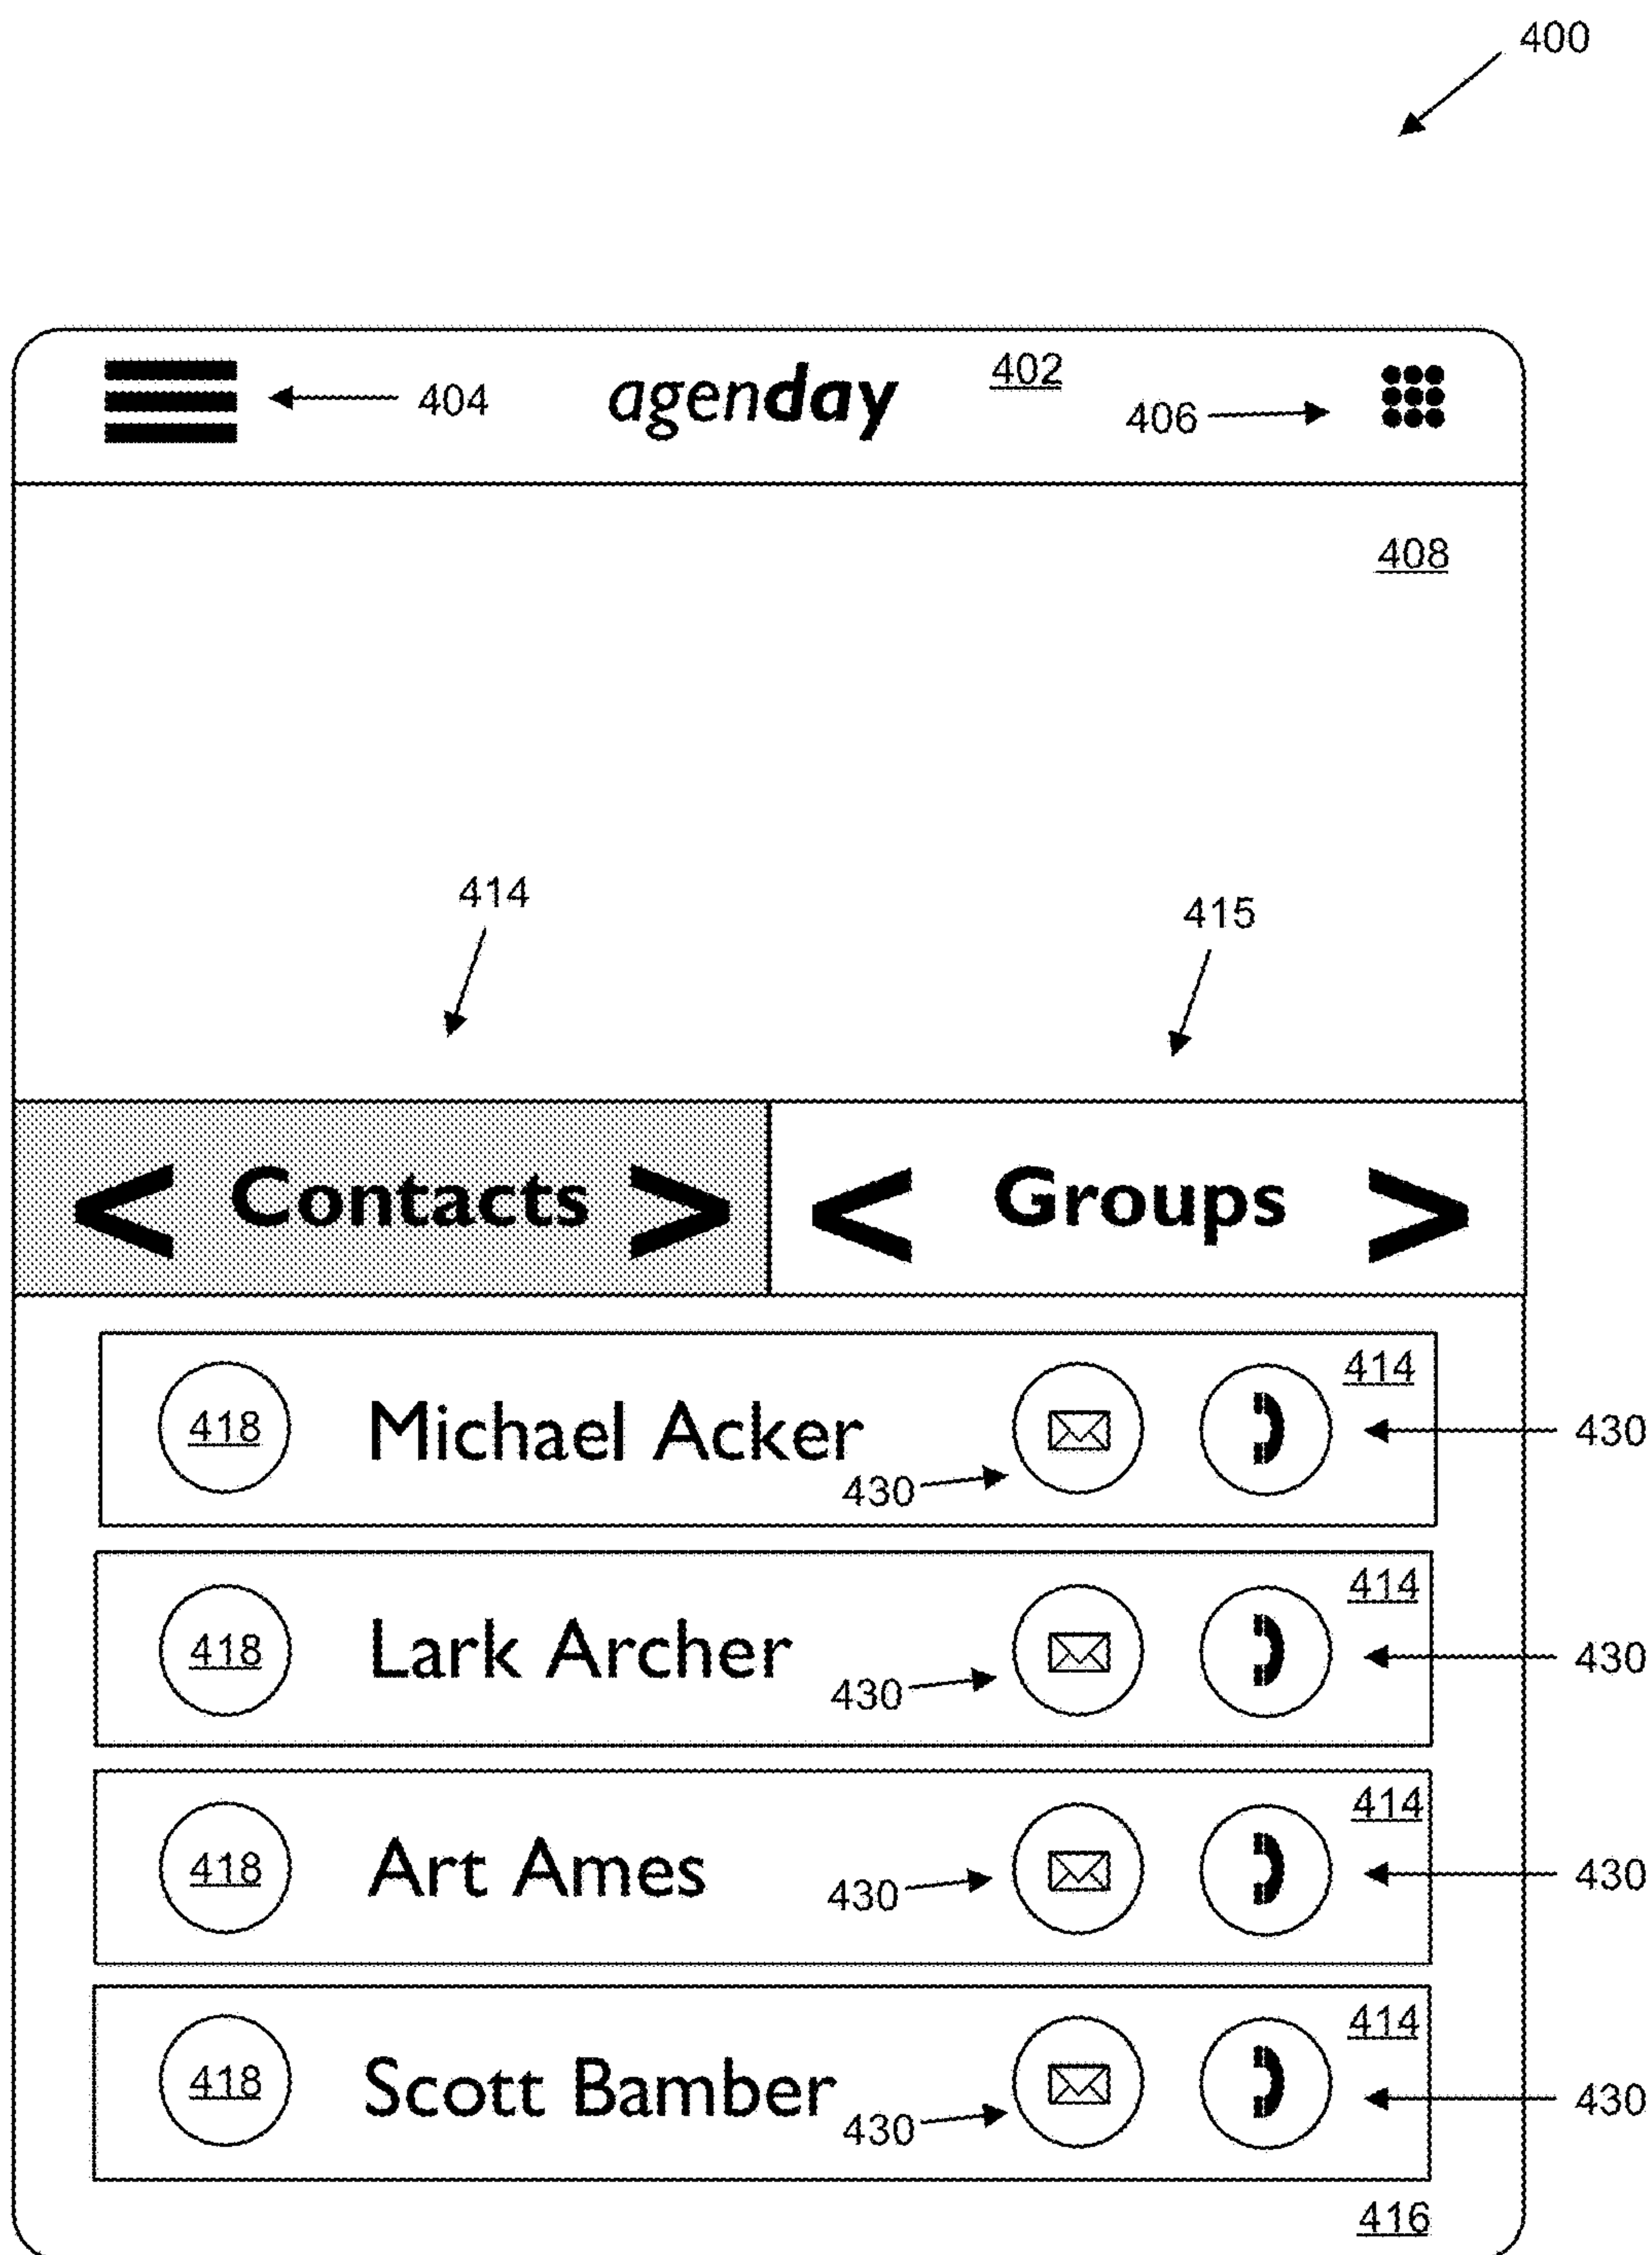 400
404 agenday 402 406
408
414 415
< Contacts > < Groups >
414
418 Michael Acker 430 430
414
418 Lark Archer 430 430
414
418 Art Ames 430 430
414
418 Scott Bamber 430 430
416